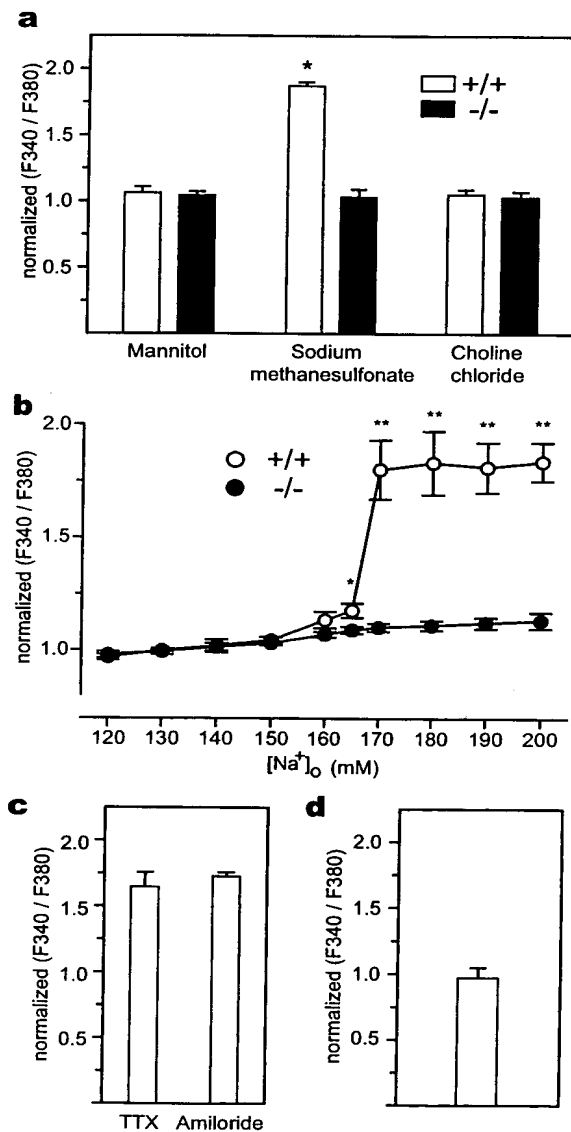 a
normalized (F340 / F380)
2.0
1.5
1.0
0.5
*
+/+
-/-
Mannitol
Sodium methanesulfonate
Choline chloride
b
normalized (F340 / F380)
2.0
1.5
1.0
+/+
-/-
*
** ** ** **
120 130 140 150 160 170 180 190 200
[Na+]o (mM)
c
normalized (F340 / F380)
2.0
1.5
1.0
0.5
TTX Amiloride
d
normalized (F340 / F380)
2.0
1.5
1.0
0.5